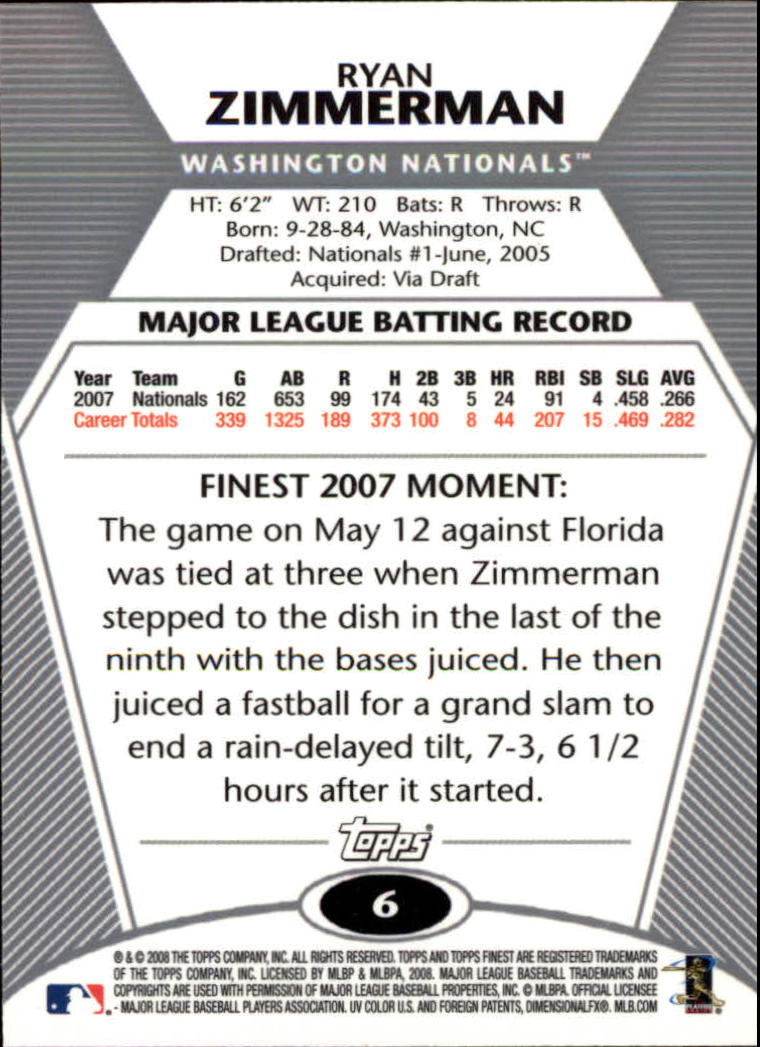 RYAN
ZIMMERMAN
WASHINGTON NATIONALS™
HT: 6'2" WT: 210 Bats: R Throws: R
Born: 9-28-84, Washington, NC
Drafted: Nationals #1-June, 2005
Acquired: Via Draft
MAJOR LEAGUE BATTING RECORD
Year Team G AB R H 2B 3B HR RBI SB SLG AVG
2007 Nationals 162 653 99 174 43 5 24 91 4 .458 .266
Career Totals 339 1325 189 373 100 8 44 207 15 .469 .282
FINEST 2007 MOMENT:
The game on May 12 against Florida
was tied at three when Zimmerman
stepped to the dish in the last of the
ninth with the bases juiced. He then
juiced a fastball for a grand slam to
end a rain-delayed tilt, 7-3, 6 1/2
hours after it started.
Topps®
6
® & © 2008 THE TOPPS COMPANY, INC. ALL RIGHTS RESERVED. TOPPS AND TOPPS FINEST ARE REGISTERED TRADEMARKS
OF THE TOPPS COMPANY, INC. LICENSED BY MLBP & MLBPA, 2008. MAJOR LEAGUE BASEBALL TRADEMARKS AND
COPYRIGHTS ARE USED WITH PERMISSION OF MAJOR LEAGUE BASEBALL PROPERTIES, INC. © MLBPA. OFFICIAL LICENSEE
- MAJOR LEAGUE BASEBALL PLAYERS ASSOCIATION. UV COLOR U.S. AND FOREIGN PATENTS, DIMENSIONALFX®. MLB.COM